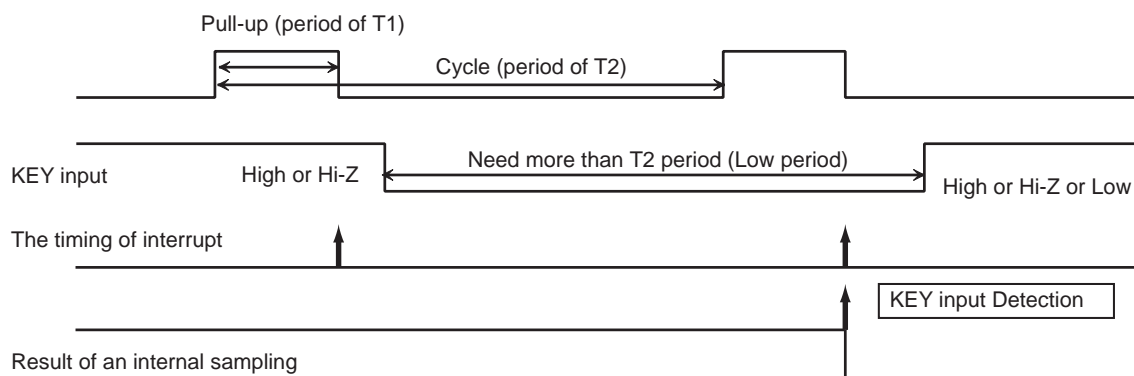 Pull-up (period of T1)
Cycle (period of T2)
Need more than T2 period (Low period)
KEY input
High or Hi-Z
High or Hi-Z or Low
The timing of interrupt
KEY input Detection
Result of an internal sampling